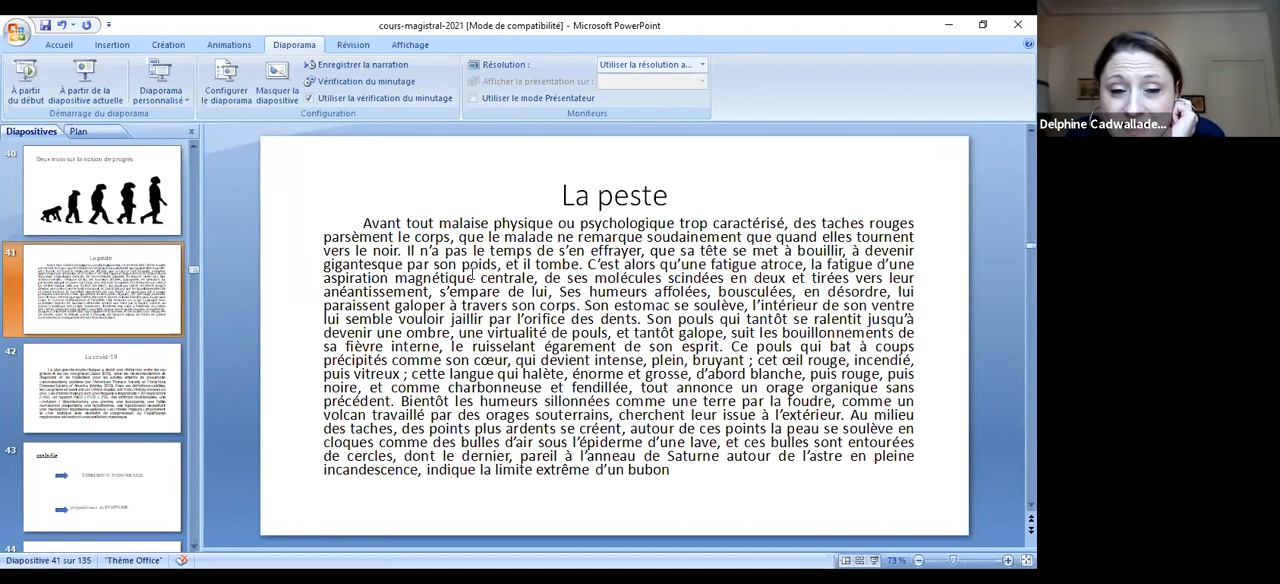 cours-magistral-2021 [Mode de compatibilité] - Microsoft PowerPoint
Accueil
Insertion
Création
Animations
Diaporama
Révision
Affichage
À partir du début
À partir de la diapositive actuelle
Diaporama personnalisé
Démarrage du diaporama
Configurer le diaporama
Masquer la diapositive
Enregistrer la narration
Vérification du minutage
Utiliser la vérification du minutage
Configuration
Résolution :
Utiliser la résolution a...
Afficher la présentation sur :
Utiliser le mode Présentateur
Moniteurs
Diapositives
Plan
40
Deux mots sur la notion de progrès
41
La peste
42
La covid-19
43
maladie
44
La peste
Avant tout malaise physique ou psychologique trop caractérisé, des taches rouges
parsèment le corps, que le malade ne remarque soudainement que quand elles tournent
vers le noir. Il n’a pas le temps de s’en effrayer, que sa tête se met à bouillir, à devenir
gigantesque par son poids, et il tombe. C’est alors qu’une fatigue atroce, la fatigue d’une
aspiration magnétique centrale, de ses molécules scindées en deux et tirées vers leur
anéantissement, s’empare de lui. Ses humeurs affolées, bousculées, en désordre, lui
paraissent galoper à travers son corps. Son estomac se soulève, l’intérieur de son ventre
lui semble vouloir jaillir par l’orifice des dents. Son pouls qui tantôt se ralentit jusqu’à
devenir une ombre, une virtualité de pouls, et tantôt galope, suit les bouillonnements de
sa fièvre interne, le ruisselant égarement de son esprit. Ce pouls qui bat à coups
précipités comme son cœur, qui devient intense, plein, bruyant ; cet œil rouge, incendié,
puis vitreux ; cette langue qui halète, énorme et grosse, d’abord blanche, puis rouge, puis
noire, et comme charbonneuse et fendillée, tout annonce un orage organique sans
précédent. Bientôt les humeurs sillonnées comme une terre par la foudre, comme un
volcan travaillé par des orages souterrains, cherchent leur issue à l’extérieur. Au milieu
des taches, des points plus ardents se créent, autour de ces points la peau se soulève en
cloques comme des bulles d’air sous l’épiderme d’une lave, et ces bulles sont entourées
de cercles, dont le dernier, pareil à l’anneau de Saturne autour de l’astre en pleine
incandescence, indique la limite extrême d’un bubon
Delphine Cadwallade...
Diapositive 41 sur 135
"Thème Office"
73 %